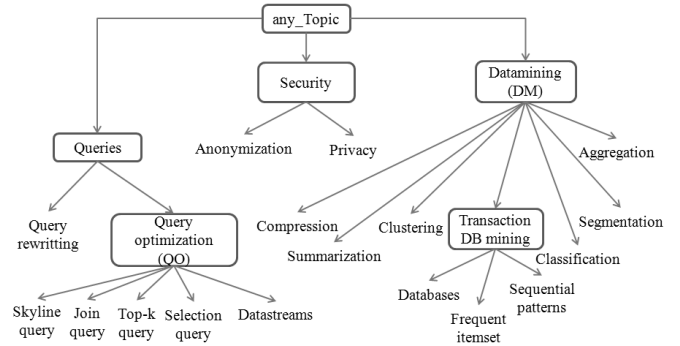 any_Topic
Security
Datamining
(DM)
Queries
Anonymization
Privacy
Aggregation
Query
rewritting
Query
optimization
(QO)
Compression
Summarization
Clustering
Transaction
DB mining
Classification
Segmentation
Skyline
query
Join
query
Top-k
query
Selection
query
Datastreams
Databases
Frequent
itemset
Sequential
patterns